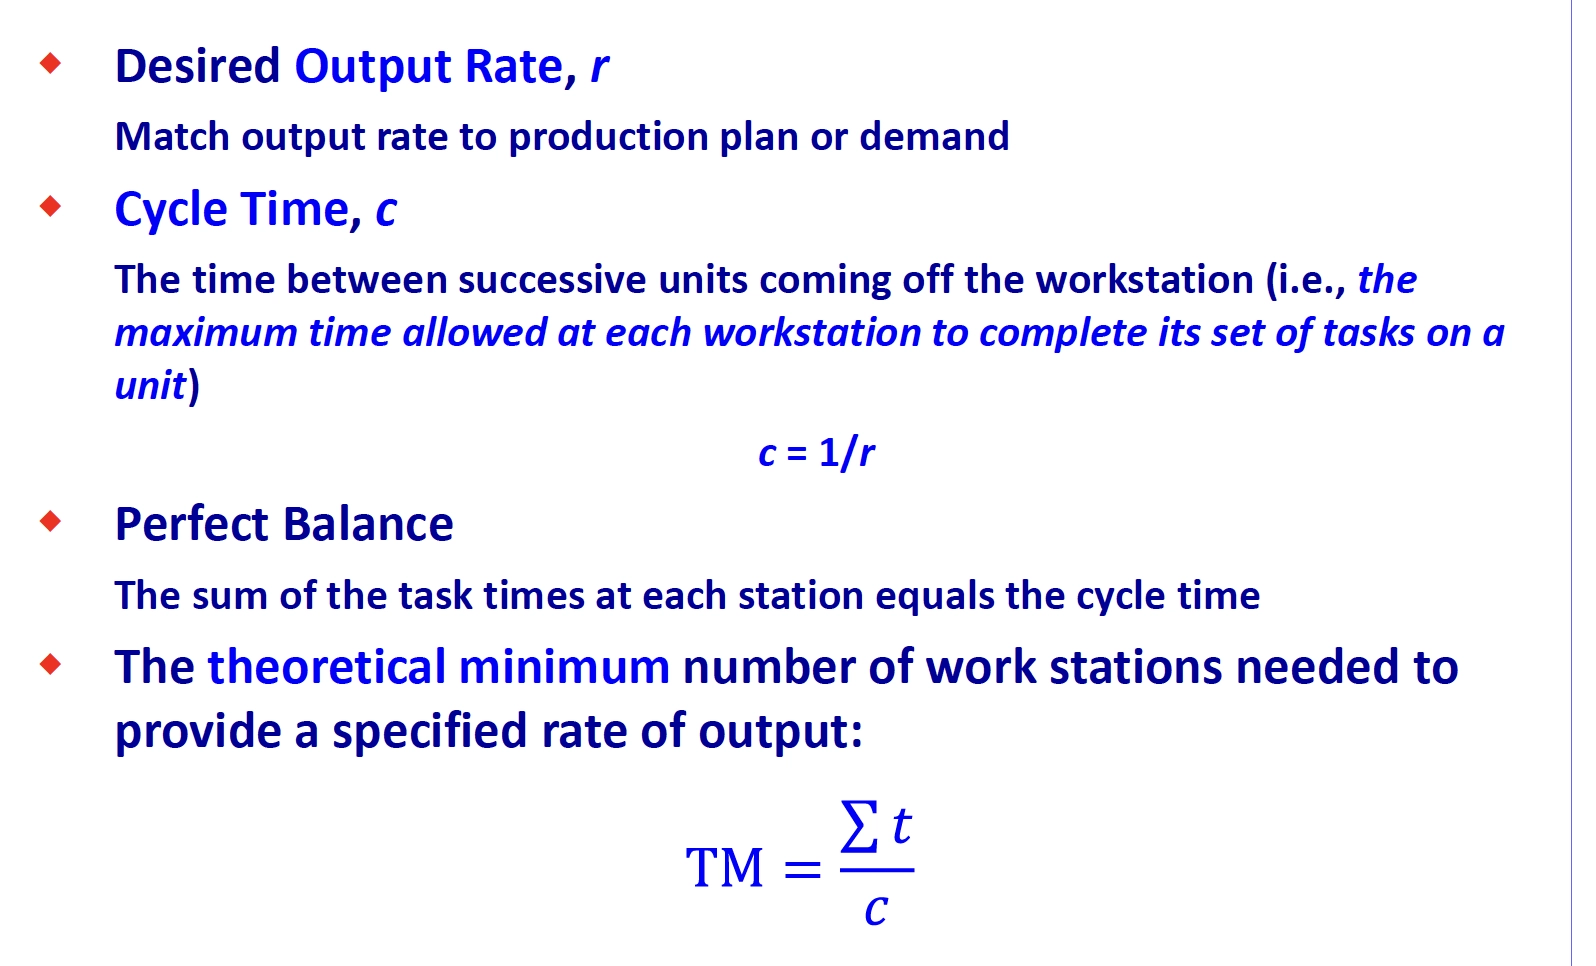 ◆ Desired Output Rate, r
Match output rate to production plan or demand
◆ Cycle Time, c
The time between successive units coming off the workstation (i.e., the
maximum time allowed at each workstation to complete its set of tasks on a
unit)
c = 1/r
◆ Perfect Balance
The sum of the task times at each station equals the cycle time
◆ The theoretical minimum number of work stations needed to
provide a specified rate of output:
TM = ∑ t / c